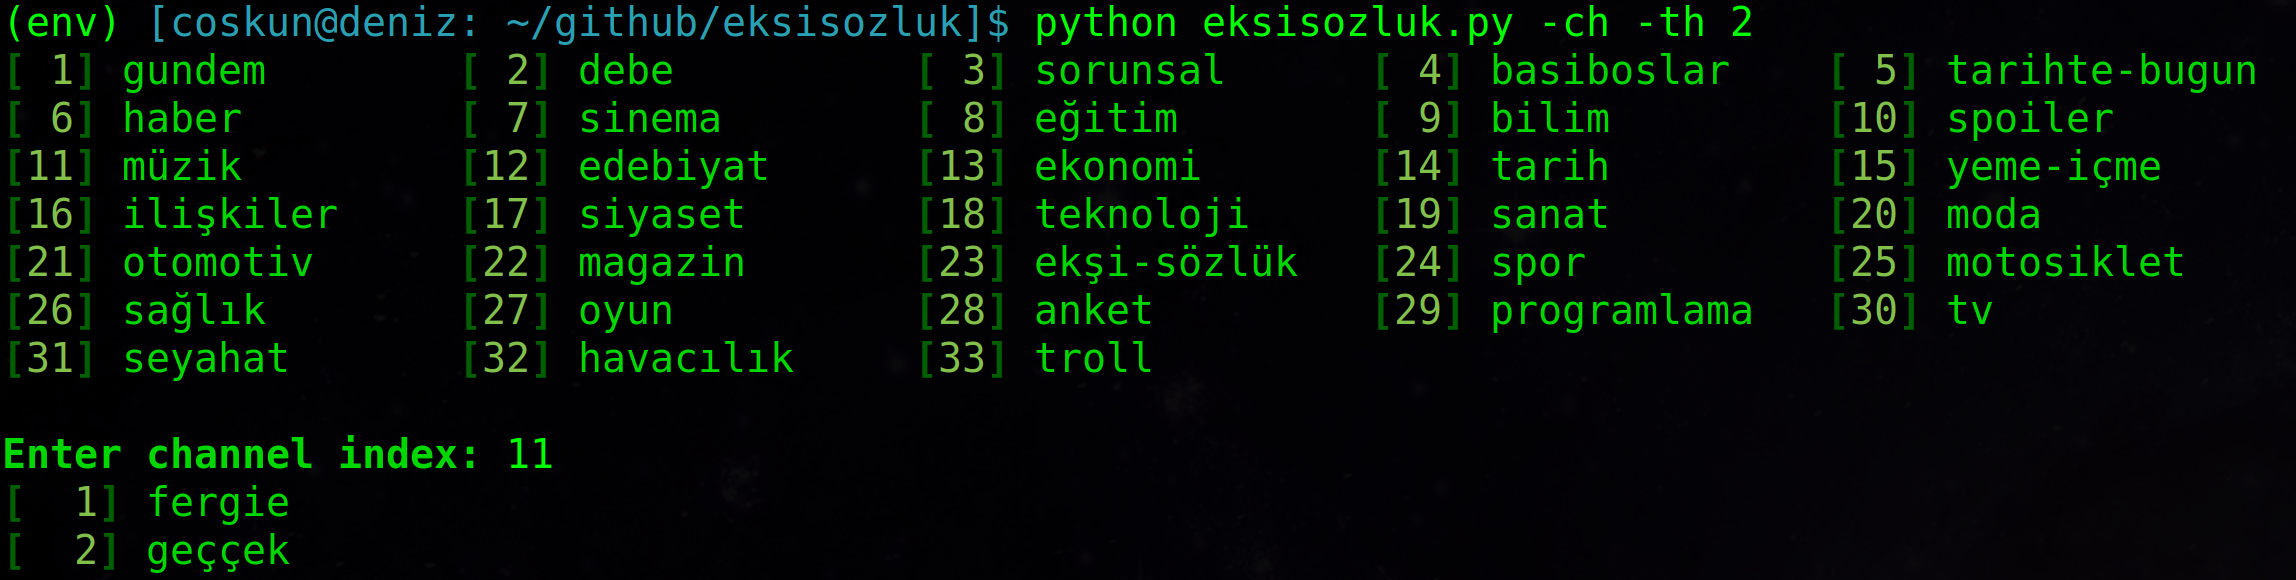 (env) [coskun@deniz: ~/github/eksisozluk]$ python eksisozluk.py -ch -th 2
[ 1] gundem [ 2] debe [ 3] sorunsal [ 4] basiboslar [ 5] tarihte-bugun
[ 6] haber [ 7] sinema [ 8] eğitim [ 9] bilim [10] spoiler
[11] müzik [12] edebiyat [13] ekonomi [14] tarih [15] yeme-içme
[16] ilişkiler [17] siyaset [18] teknoloji [19] sanat [20] moda
[21] otomotiv [22] magazin [23] ekşi-sözlük [24] spor [25] motosiklet
[26] sağlık [27] oyun [28] anket [29] programlama [30] tv
[31] seyahat [32] havacılık [33] troll
Enter channel index: 11
[  1] fergie
[  2] geççek